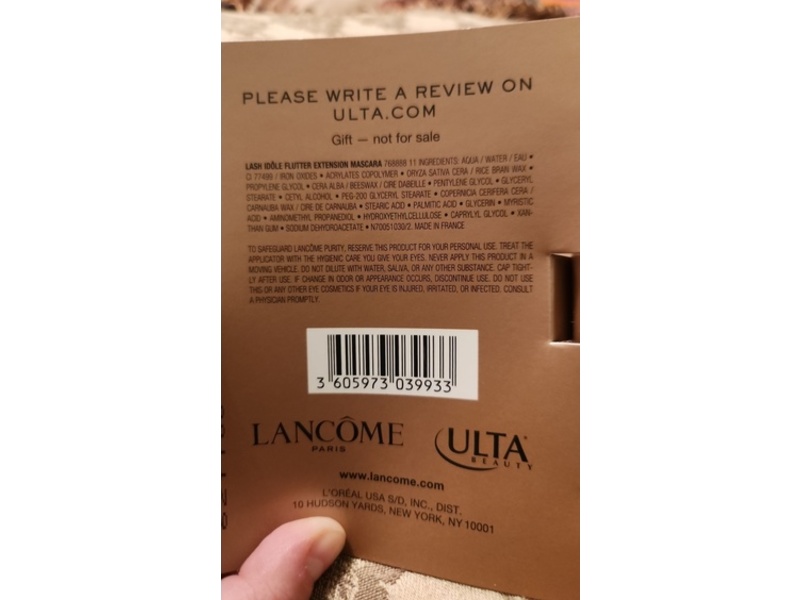 PLEASE WRITE A REVIEW ON
ULTA.COM
Gift — not for sale
LASH IDÔLE FLUTTER EXTENSION MASCARA 768888 11 INGREDIENTS: AQUA / WATER / EAU •
CI 77499 / IRON OXIDES • ACRYLATES COPOLYMER • ORYZA SATIVA CERA / RICE BRAN WAX •
PROPYLENE GLYCOL • CERA ALBA / BEESWAX / CIRE DABEILLE • PENTYLENE GLYCOL • GLYCERYL
STEARATE • CETYL ALCOHOL • PEG-200 GLYCERYL STEARATE • COPERNICIA CERIFERA CERA /
CARNAUBA WAX / CIRE DE CARNAUBA • STEARIC ACID • PALMITIC ACID • GLYCERIN • MYRISTIC
ACID • AMINOMETHYL PROPANEDIOL • HYDROXYETHYLCELLULOSE • CAPRYLYL GLYCOL • XAN-
THAN GUM • SODIUM DEHYDROACETATE • N70051030/2. MADE IN FRANCE
TO SAFEGUARD LANCÔME PURITY, RESERVE THIS PRODUCT FOR YOUR PERSONAL USE. TREAT THE
APPLICATOR WITH THE HYGIENIC CARE YOU GIVE YOUR EYES. NEVER APPLY THIS PRODUCT IN A
MOVING VEHICLE. DO NOT DILUTE WITH WATER, SALIVA, OR ANY OTHER SUBSTANCE. CAP TIGHT-
LY AFTER USE. IF CHANGE IN ODOR OR APPEARANCE OCCURS, DISCONTINUE USE. DO NOT USE
THIS OR ANY OTHER EYE COSMETICS IF YOUR EYE IS INJURED, IRRITATED, OR INFECTED. CONSULT
A PHYSICIAN PROMPTLY.
3 605973 039933
LANCÔME
PARIS
ULTA
BEAUTY
www.lancome.com
L'ORÉAL USA S/D, INC., DIST.
10 HUDSON YARDS, NEW YORK, NY 10001